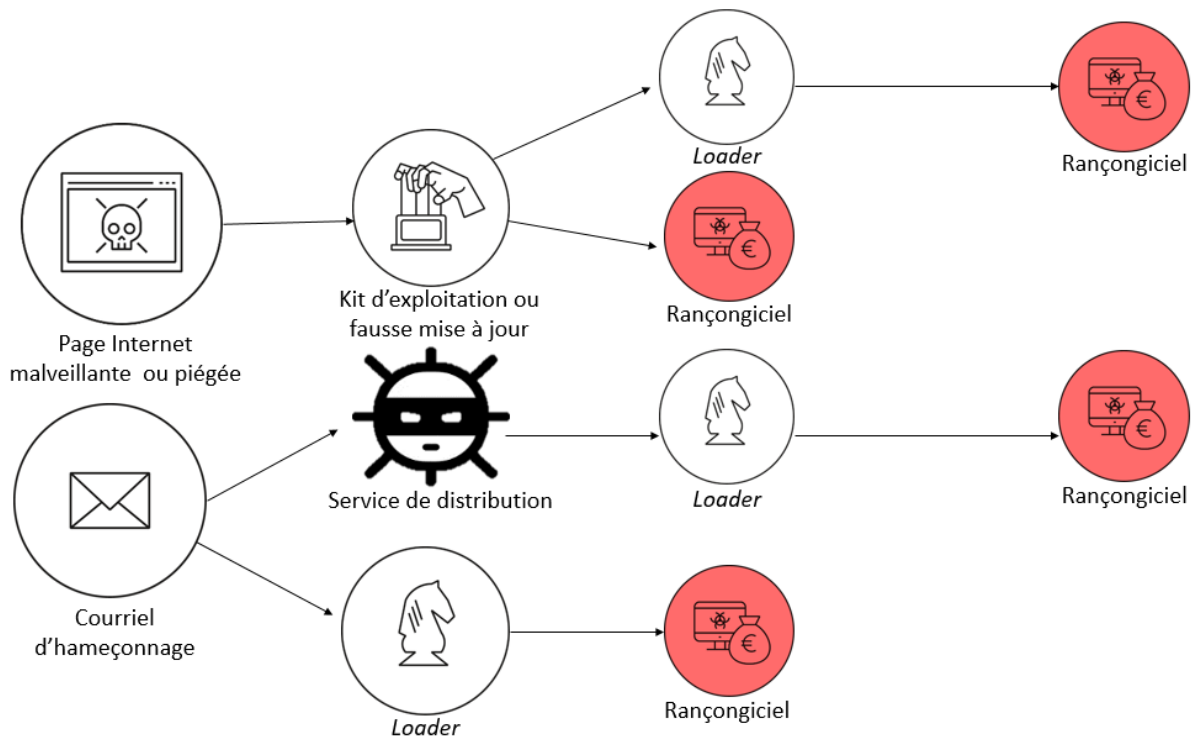 Loader
Rançongiciel
Page Internet
malveillante ou piégée
Kit d'exploitation ou
fausse mise à jour
Rançongiciel
Service de distribution
Loader
Rançongiciel
Courriel
d'hameçonnage
Loader
Rançongiciel